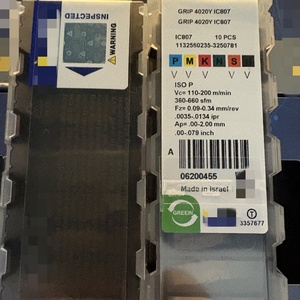 INSPECTED
WARNING
GRIP 4020Y IC807
GRIP 4020Y IC807
IC807 10 PCS
1132560235-3250781
P M K N S
V V V V
ISO P
Vc= 110-200 m/min
360-660 sfm
Fz= 0.09-0.34 mm/rev
.0035-.0134 ipr
Ap= .00-2.00 mm
.00-.079 inch
A
06200455
Made in Israel
GREEN
T
3357677